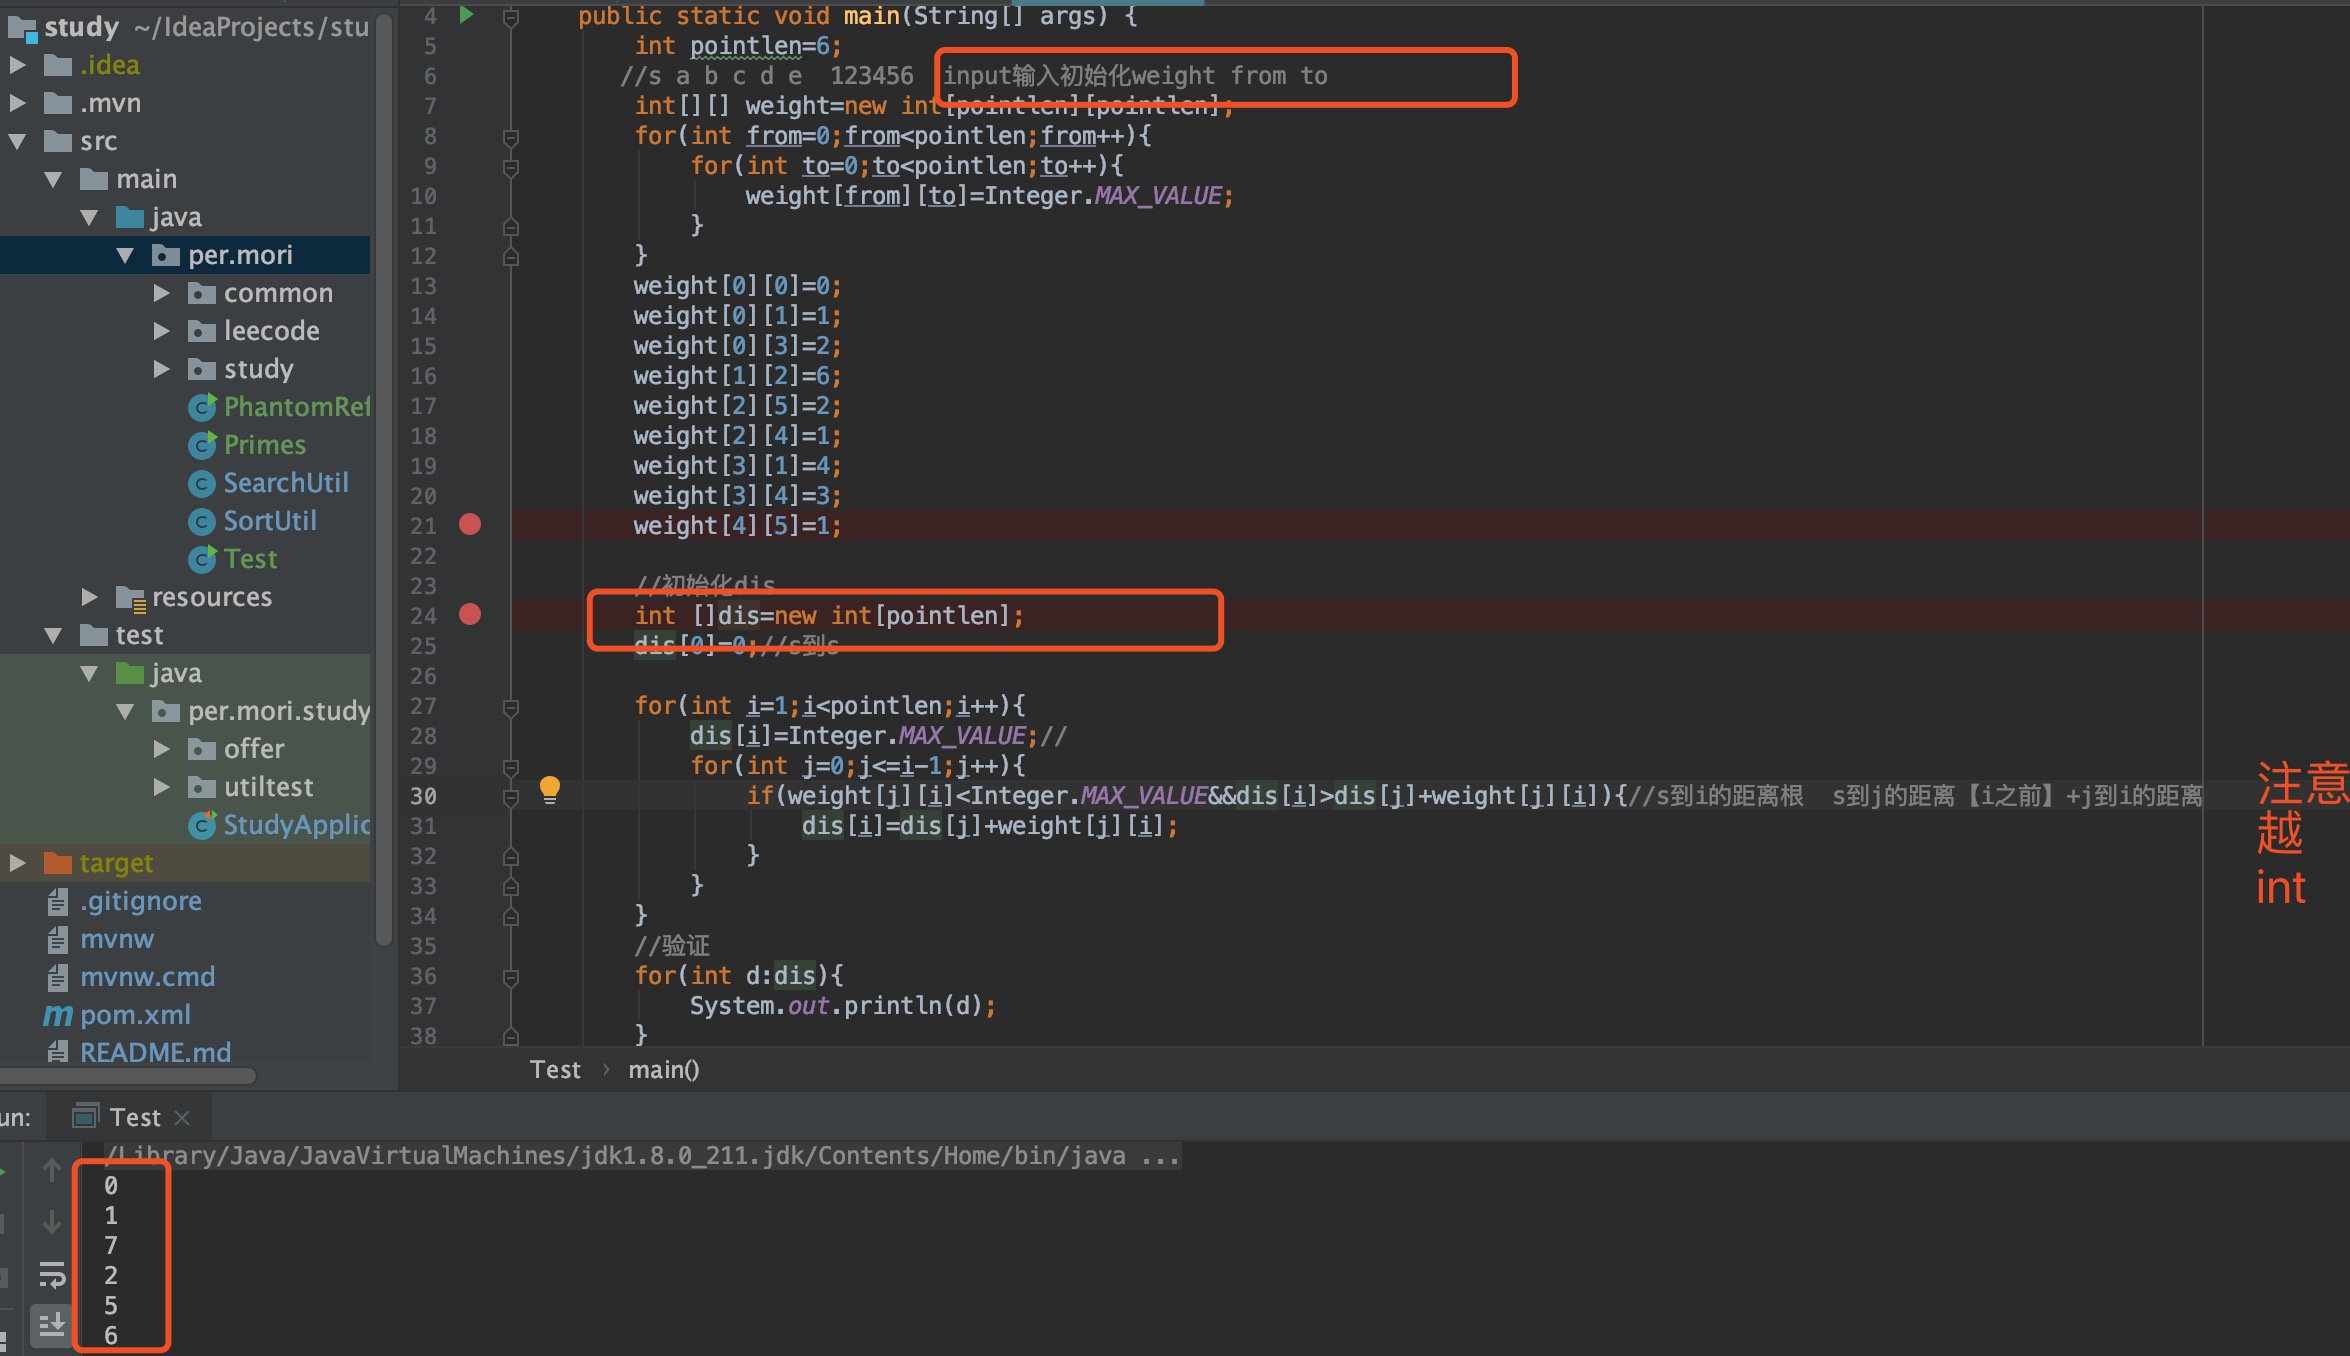 study ~/IdeaProjects/stu
.idea
.mvn
src
main
java
per.mori
common
leecode
study
PhantomRef
Primes
SearchUtil
SortUtil
Test
resources
test
java
per.mori.study
offer
utiltest
StudyApplic
target
.gitignore
mvnw
mvnw.cmd
pom.xml
README.md
4 public static void main(String[] args) {
5 int pointlen=6;
6 //s a b c d e 123456 input输入初始化weight from to
7 int[][] weight=new int[pointlen][pointlen];
8 for(int from=0;from<pointlen;from++){
9 for(int to=0;to<pointlen;to++){
10 weight[from][to]=Integer.MAX_VALUE;
11 }
12 }
13 weight[0][0]=0;
14 weight[0][1]=1;
15 weight[0][3]=2;
16 weight[1][2]=6;
17 weight[2][5]=2;
18 weight[2][4]=1;
19 weight[3][1]=4;
20 weight[3][4]=3;
21 weight[4][5]=1;
22
23 //初始化dis
24 int []dis=new int[pointlen];
25 dis[0]=0;//s到s
26
27 for(int i=1;i<pointlen;i++){
28 dis[i]=Integer.MAX_VALUE;//
29 for(int j=0;j<=i-1;j++){
30 if(weight[j][i]<Integer.MAX_VALUE&&dis[i]>dis[j]+weight[j][i]){//s到i的距离根 s到j的距离【i之前】+j到i的距离
31 dis[i]=dis[j]+weight[j][i];
32 }
33 }
34 }
35 //验证
36 for(int d:dis){
37 System.out.println(d);
38 }
注意
越
int
Test › main()
un: Test
/Library/Java/JavaVirtualMachines/jdk1.8.0_211.jdk/Contents/Home/bin/java ...
0
1
7
2
5
6